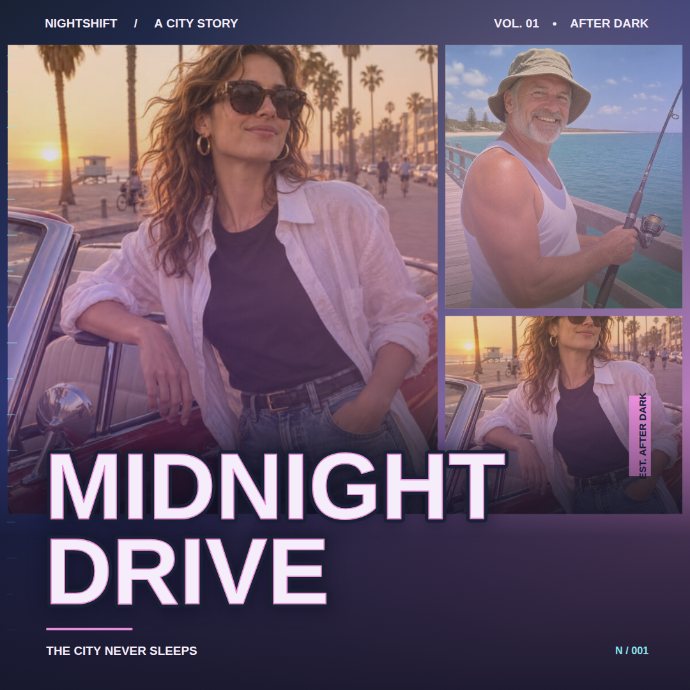 NIGHTSHIFT / A CITY STORY
VOL. 01 • AFTER DARK
EST. AFTER DARK
MIDNIGHT
DRIVE
THE CITY NEVER SLEEPS
N / 001